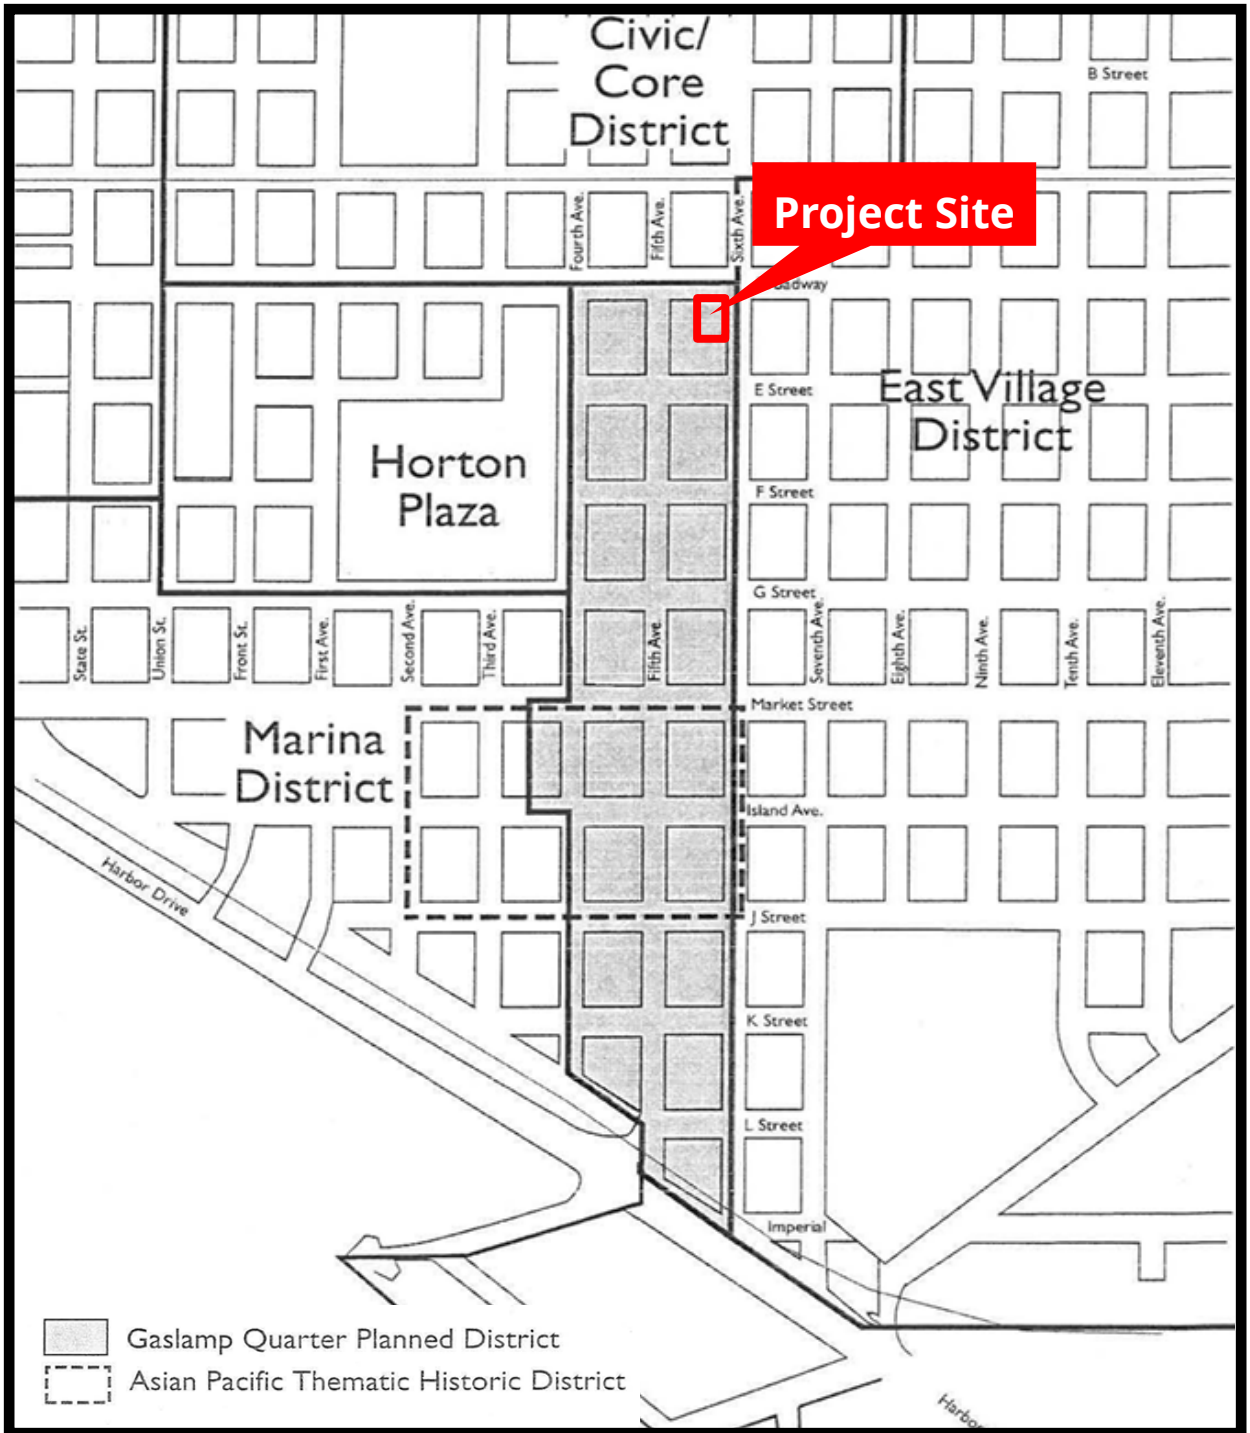 Civic/
Core
District
B Street
Project Site
Fourth Ave.
Fifth Ave.
Sixth Ave.
adway
E Street
East Village
District
Horton
Plaza
F Street
G Street
State St.
Union St.
Front St.
First Ave.
Second Ave.
Third Ave.
Fifth Ave.
Seventh Ave.
Eighth Ave.
Ninth Ave.
Tenth Ave.
Eleventh Ave.
Market Street
Marina
District
Island Ave.
Harbor Drive
J Street
K Street
L Street
Imperial
Gaslamp Quarter Planned District
Asian Pacific Thematic Historic District
Harbo